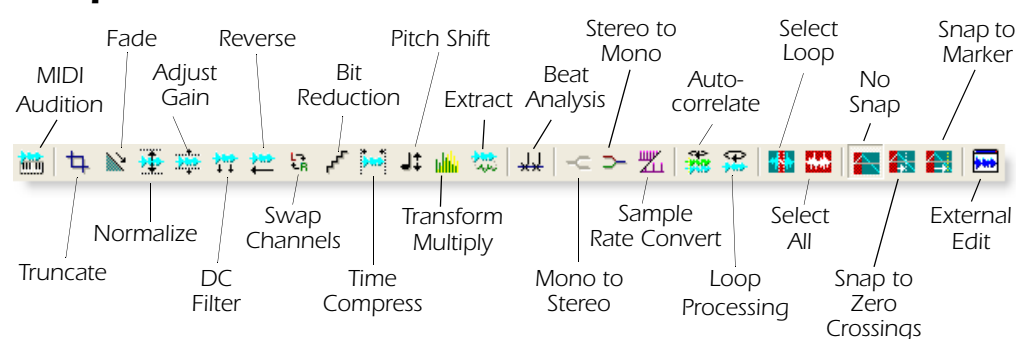 MIDI
Audition
Fade
Adjust
Gain
Reverse
Bit
Reduction
Pitch Shift
Extract
Beat
Analysis
Stereo to
Mono
Auto-
correlate
Select
Loop
No
Snap
Snap to
Marker
Truncate
Normalize
DC
Filter
Swap
Channels
Time
Compress
Transform
Multiply
Mono to
Stereo
Sample
Rate Convert
Loop
Processing
Select
All
Snap to
Zero
Crossings
External
Edit
L
R